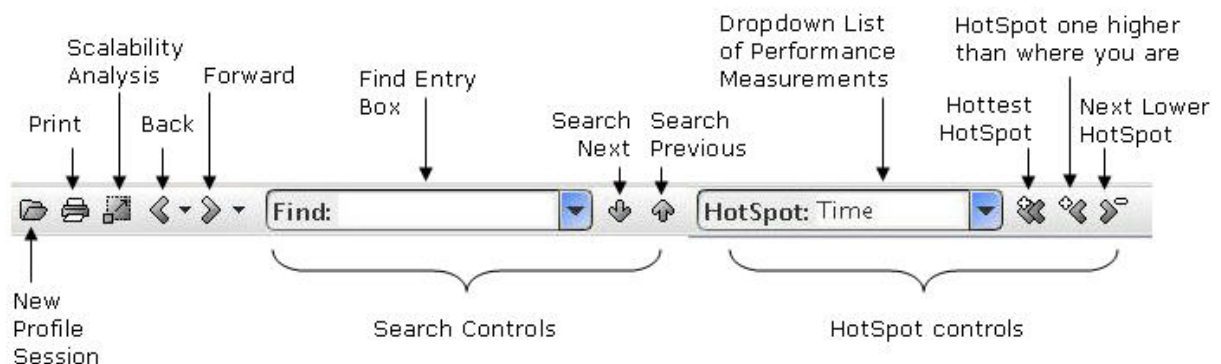 Scalability
Analysis
Forward
Print
Back
Find Entry
Box
Search
Next
Search
Previous
Dropdown List
of Performance
Measurements
HotSpot one higher
than where you are
Hottest
HotSpot
Next Lower
HotSpot
Find:
HotSpot: Time
New
Profile
Session
Search Controls
HotSpot controls